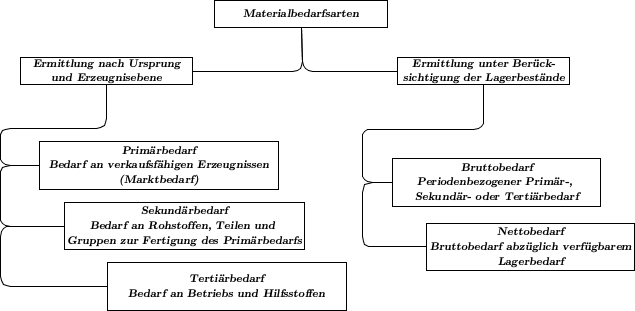 Materialbedarfsarten
Ermittlung nach Ursprung
und Erzeugnisebene
Ermittlung unter Berück-
sichtigung der Lagerbestände
Primärbedarf
Bedarf an verkaufsfähigen Erzeugnissen
(Marktbedarf)
Sekundärbedarf
Bedarf an Rohstoffen, Teilen und
Gruppen zur Fertigung des Primärbedarfs
Tertiärbedarf
Bedarf an Betriebs und Hilfsstoffen
Bruttobedarf
Periodenbezogener Primär-,
Sekundär- oder Tertiärbedarf
Nettobedarf
Bruttobedarf abzüglich verfügbarem
Lagerbedarf